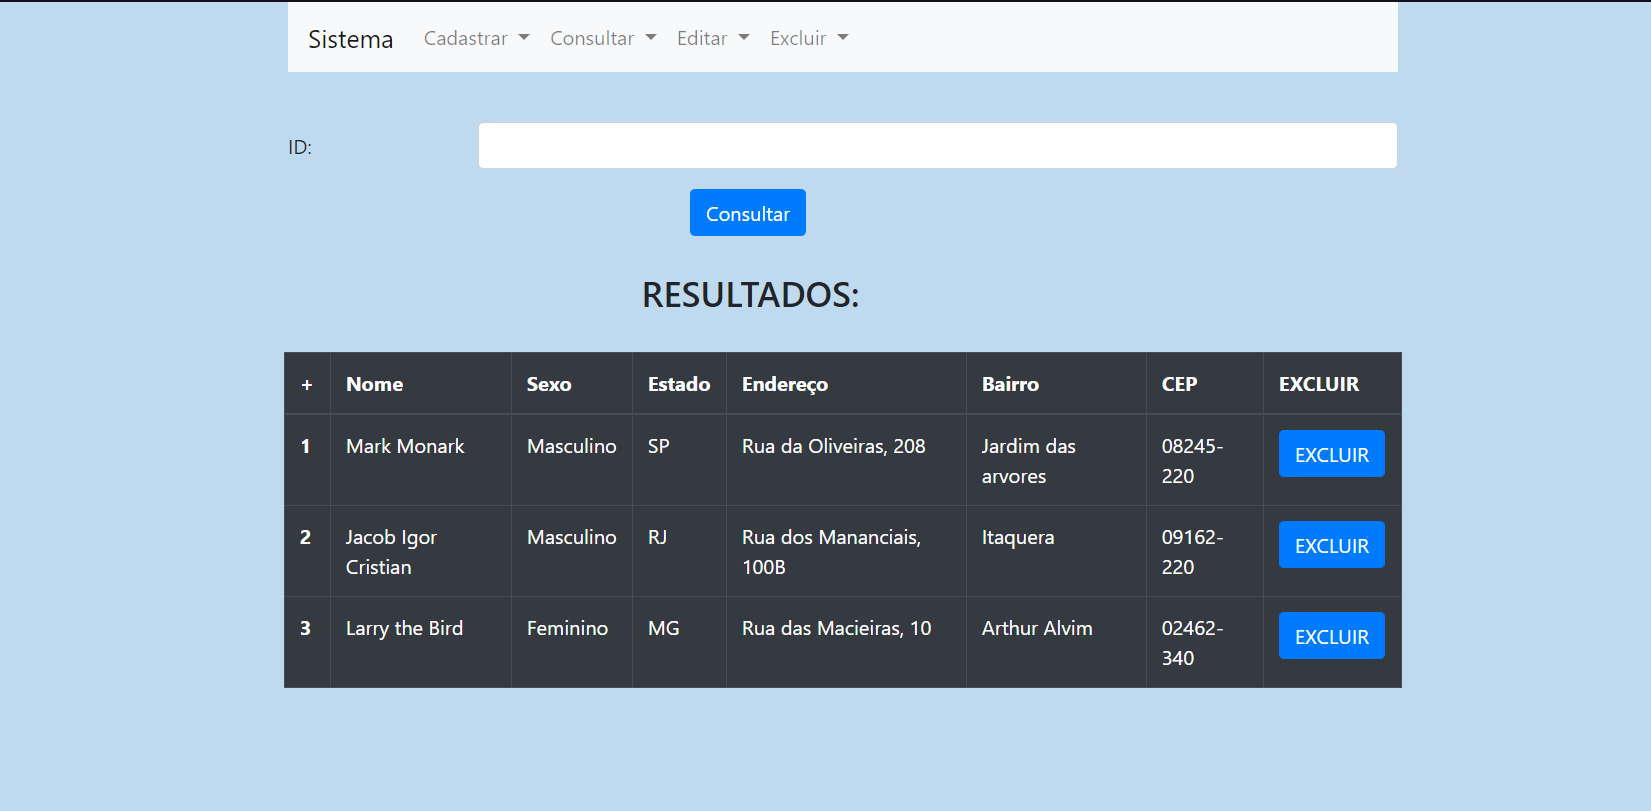 Sistema Cadastrar Consultar Editar Excluir
ID:
Consultar
RESULTADOS:
+ Nome Sexo Estado Endereço Bairro CEP EXCLUIR
1 Mark Monark Masculino SP Rua da Oliveiras, 208 Jardim das 08245- EXCLUIR
arvores 220
2 Jacob Igor Masculino RJ Rua dos Mananciais, Itaquera 09162- EXCLUIR
Cristian 100B 220
3 Larry the Bird Feminino MG Rua das Macieiras, 10 Arthur Alvim 02462- EXCLUIR
340